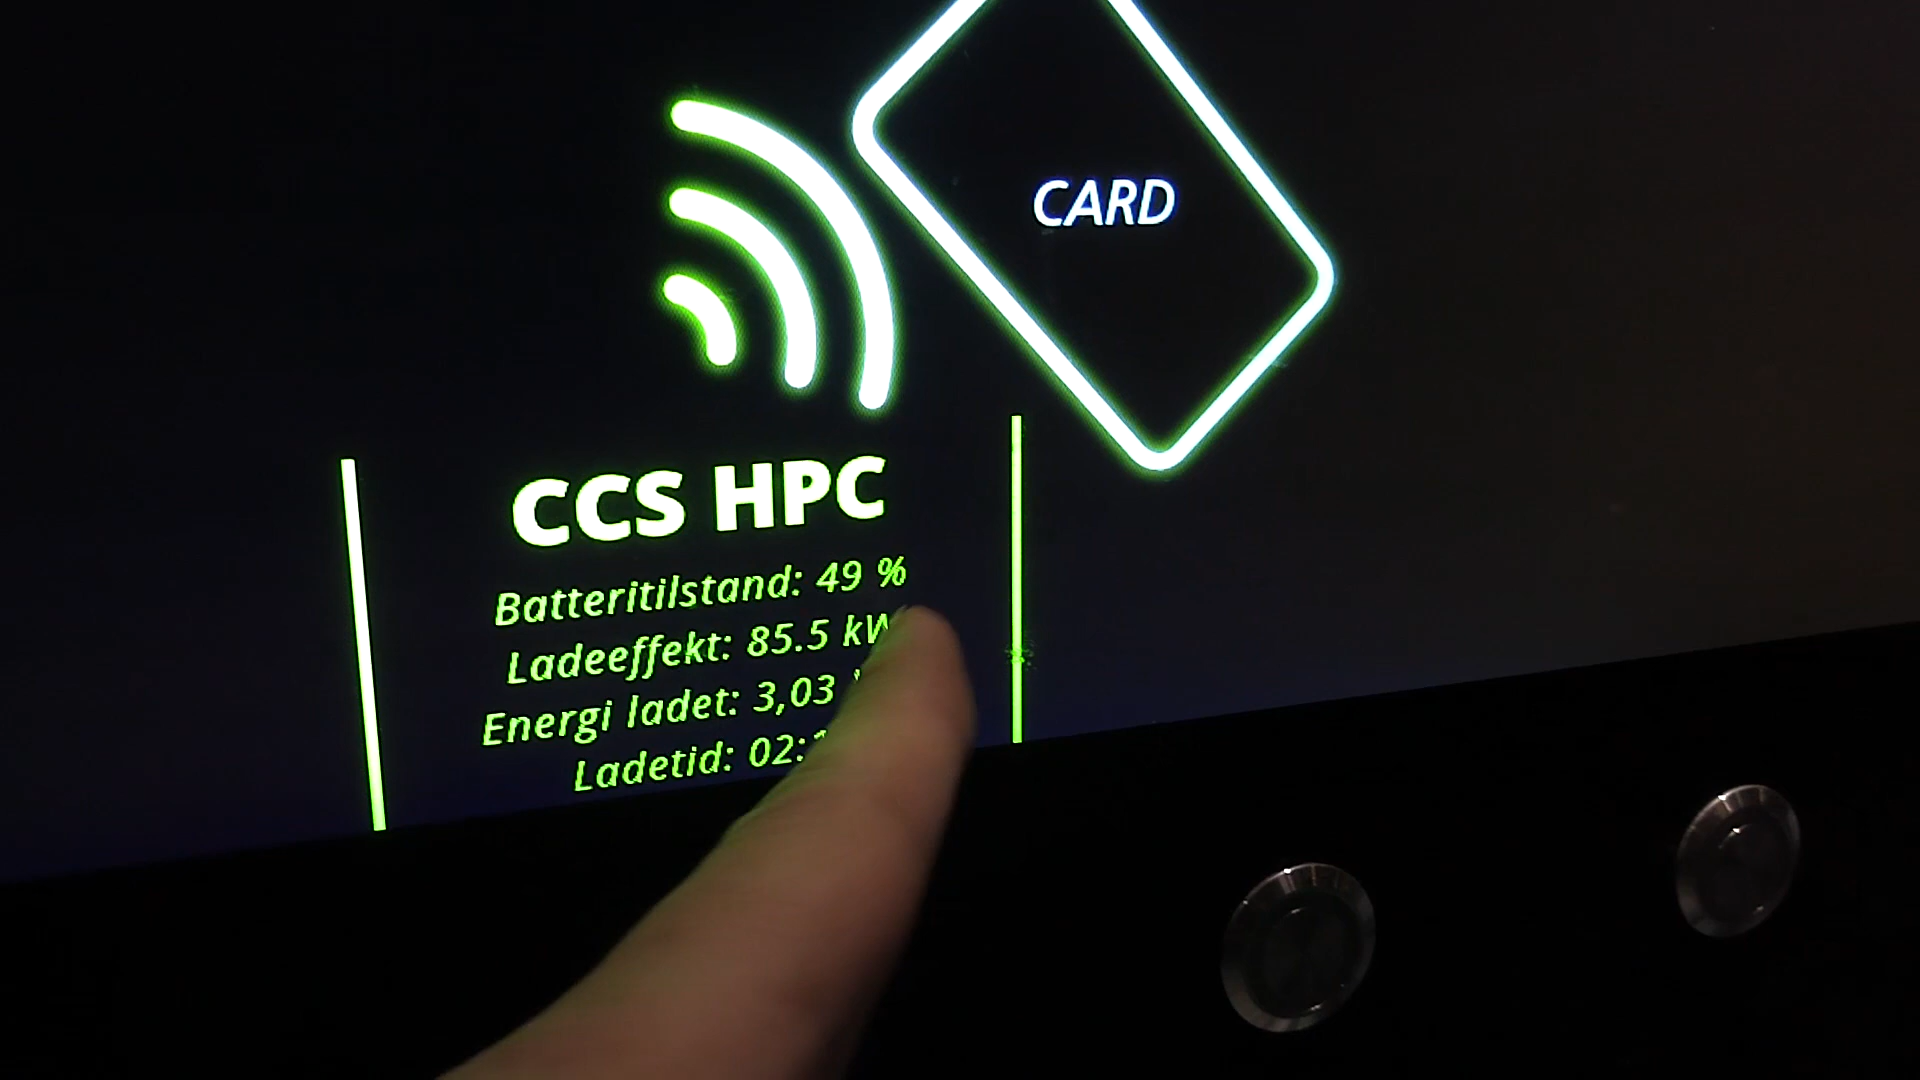 CARD
CCS HPC
Batteritilstand: 49 %
Ladeeffekt: 85.5 kW
Energi ladet: 3,03
Ladetid: 02: